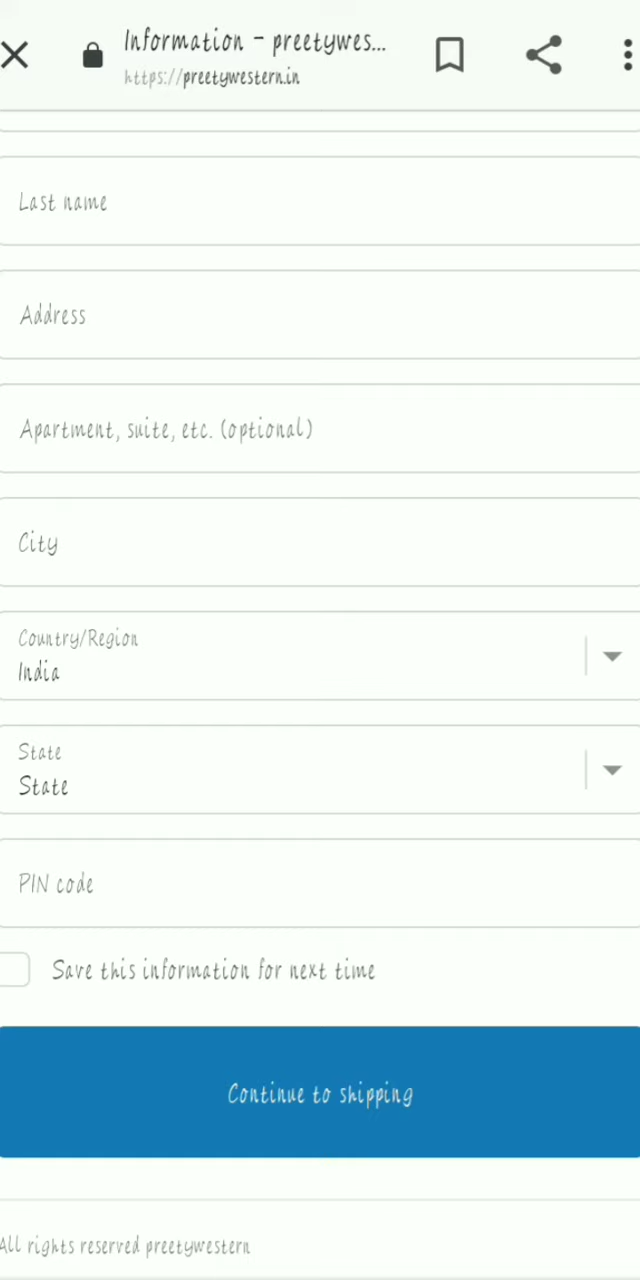 Information - preetywes...
https://preetywestern.in
Last name
Address
Apartment, suite, etc. (optional)
City
Country/Region
India
State
State
PIN code
Save this information for next time
Continue to shipping
All rights reserved preetywestern